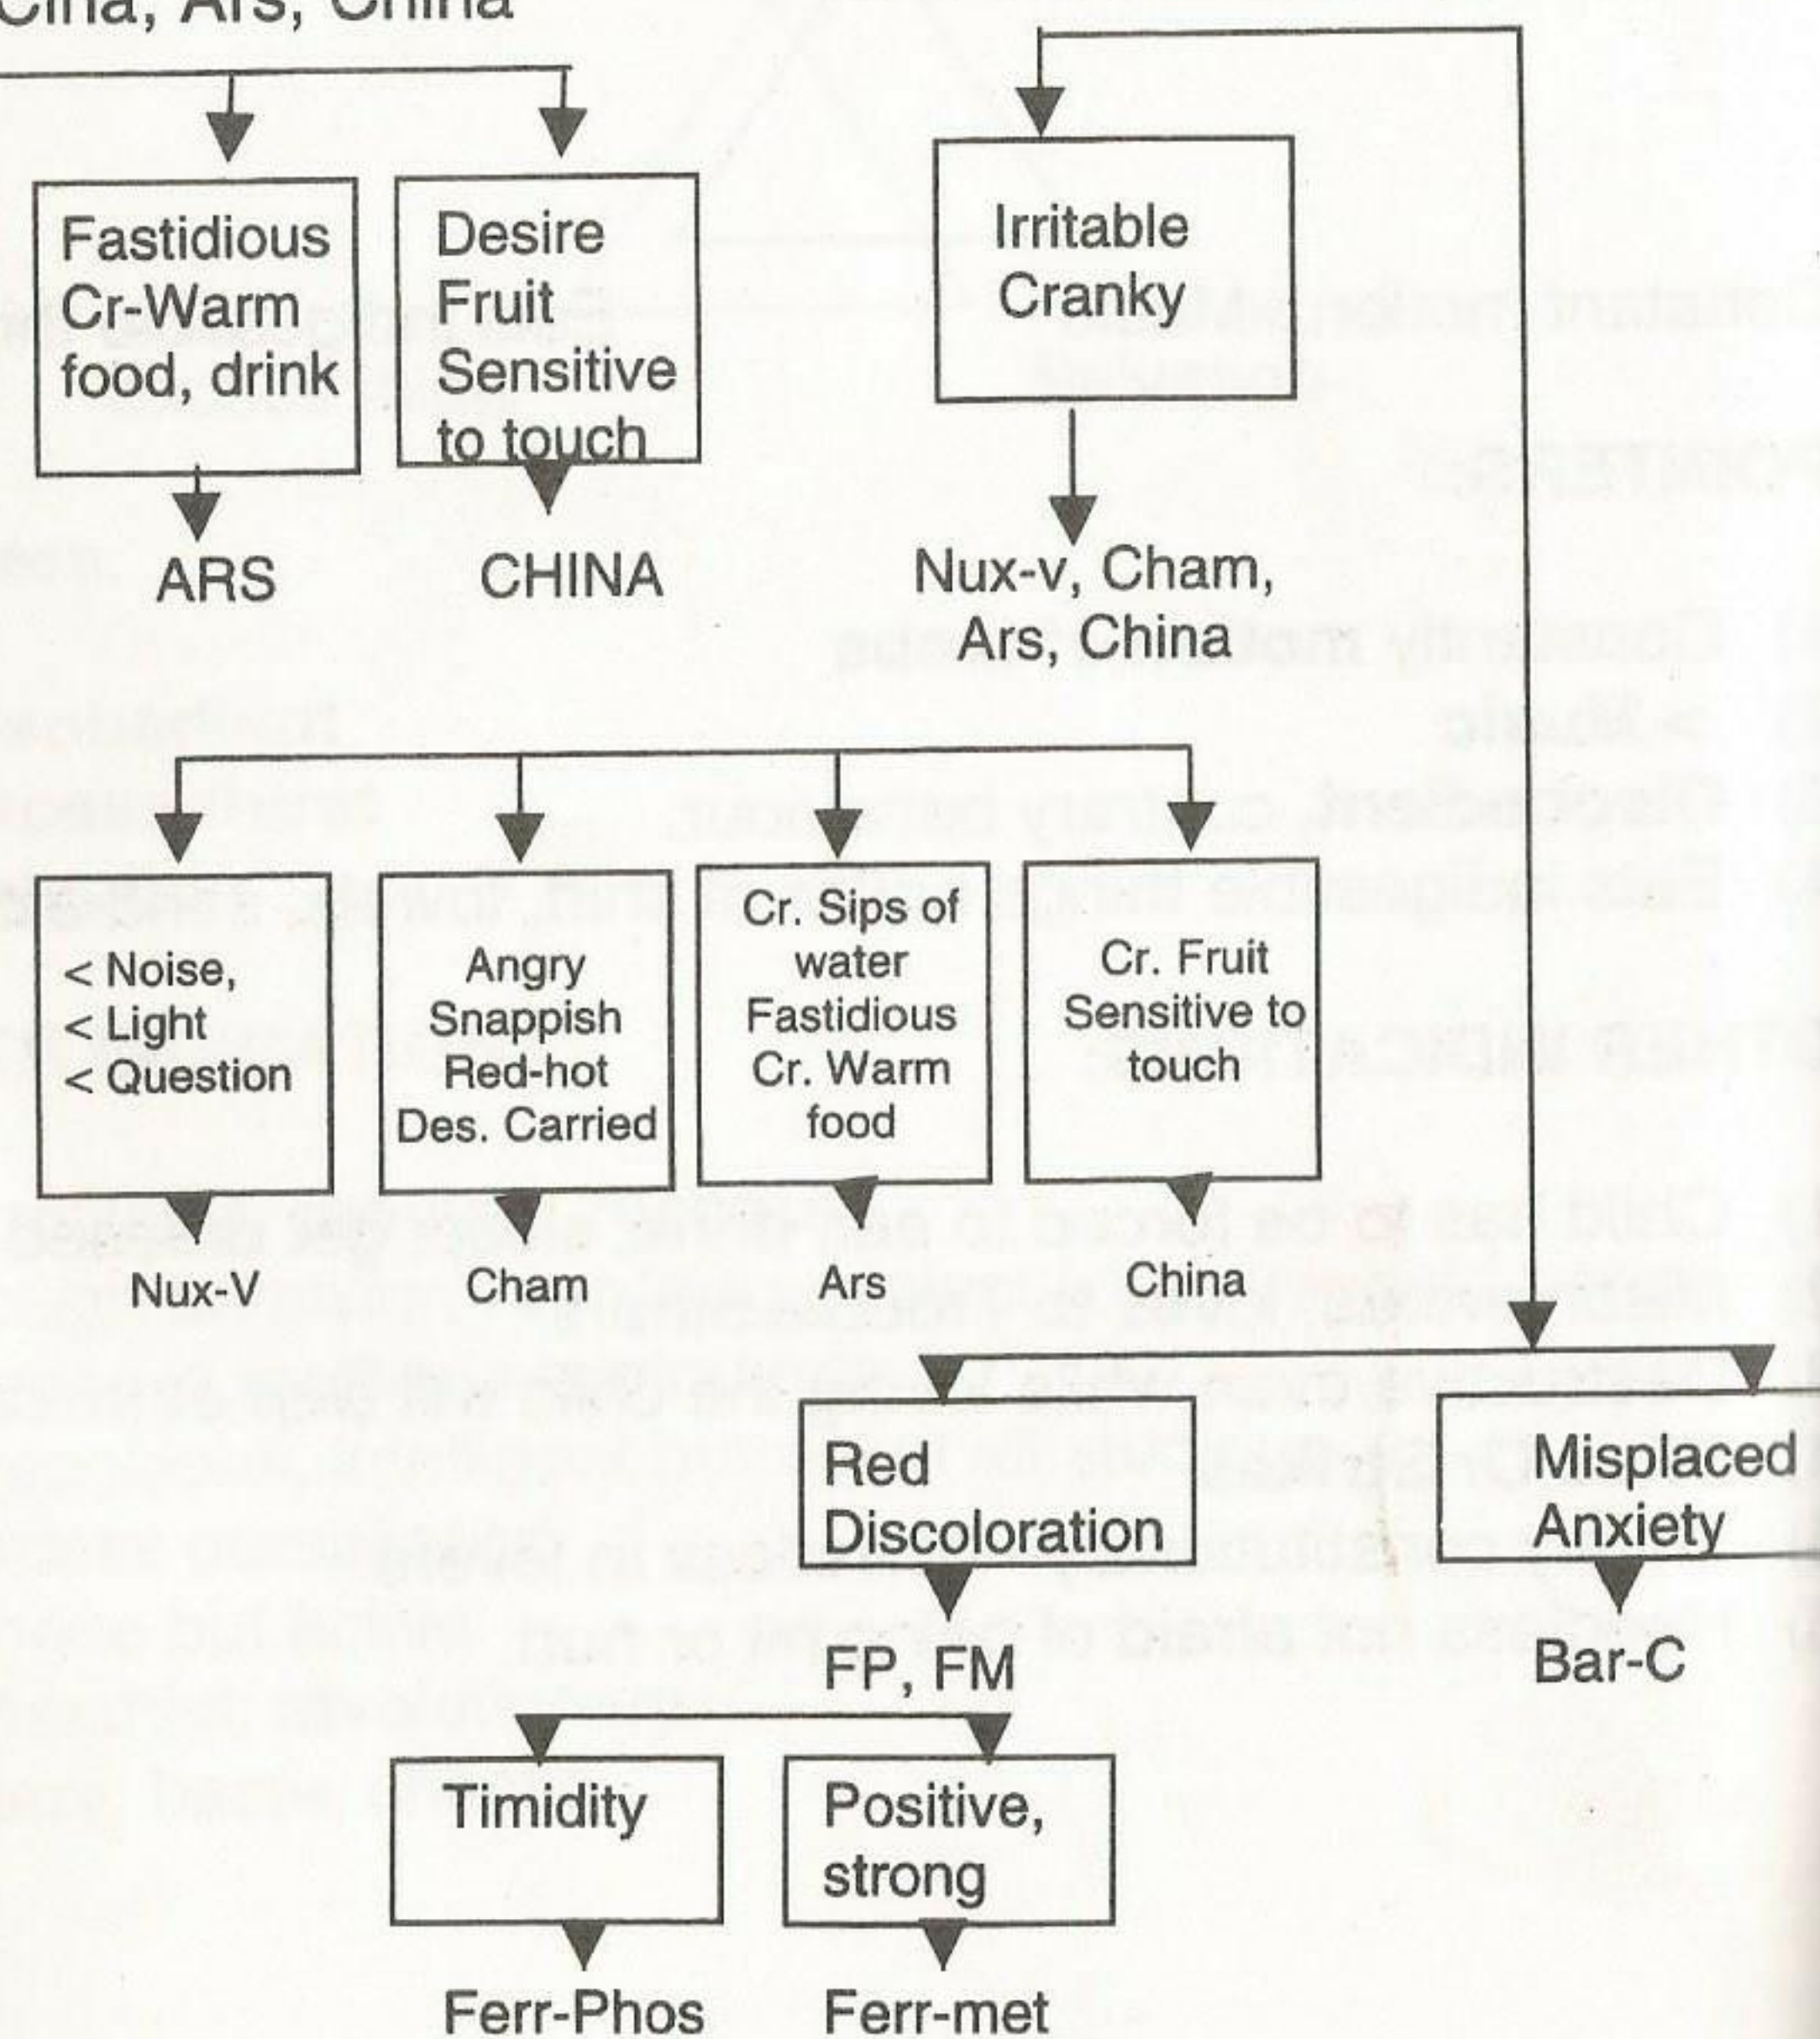 Cina, Ars, China
Fastidious
Cr-Warm
food, drink
Desire
Fruit
Sensitive
to touch
Irritable
Cranky
ARS
CHINA
Nux-v, Cham,
Ars, China
< Noise,
< Light
< Question
Angry
Snappish
Red-hot
Des. Carried
Cr. Sips of
water
Fastidious
Cr. Warm
food
Cr. Fruit
Sensitive to
touch
Nux-V
Cham
Ars
China
Red
Discoloration
Misplaced
Anxiety
FP, FM
Bar-C
Timidity
Positive,
strong
Ferr-Phos
Ferr-met